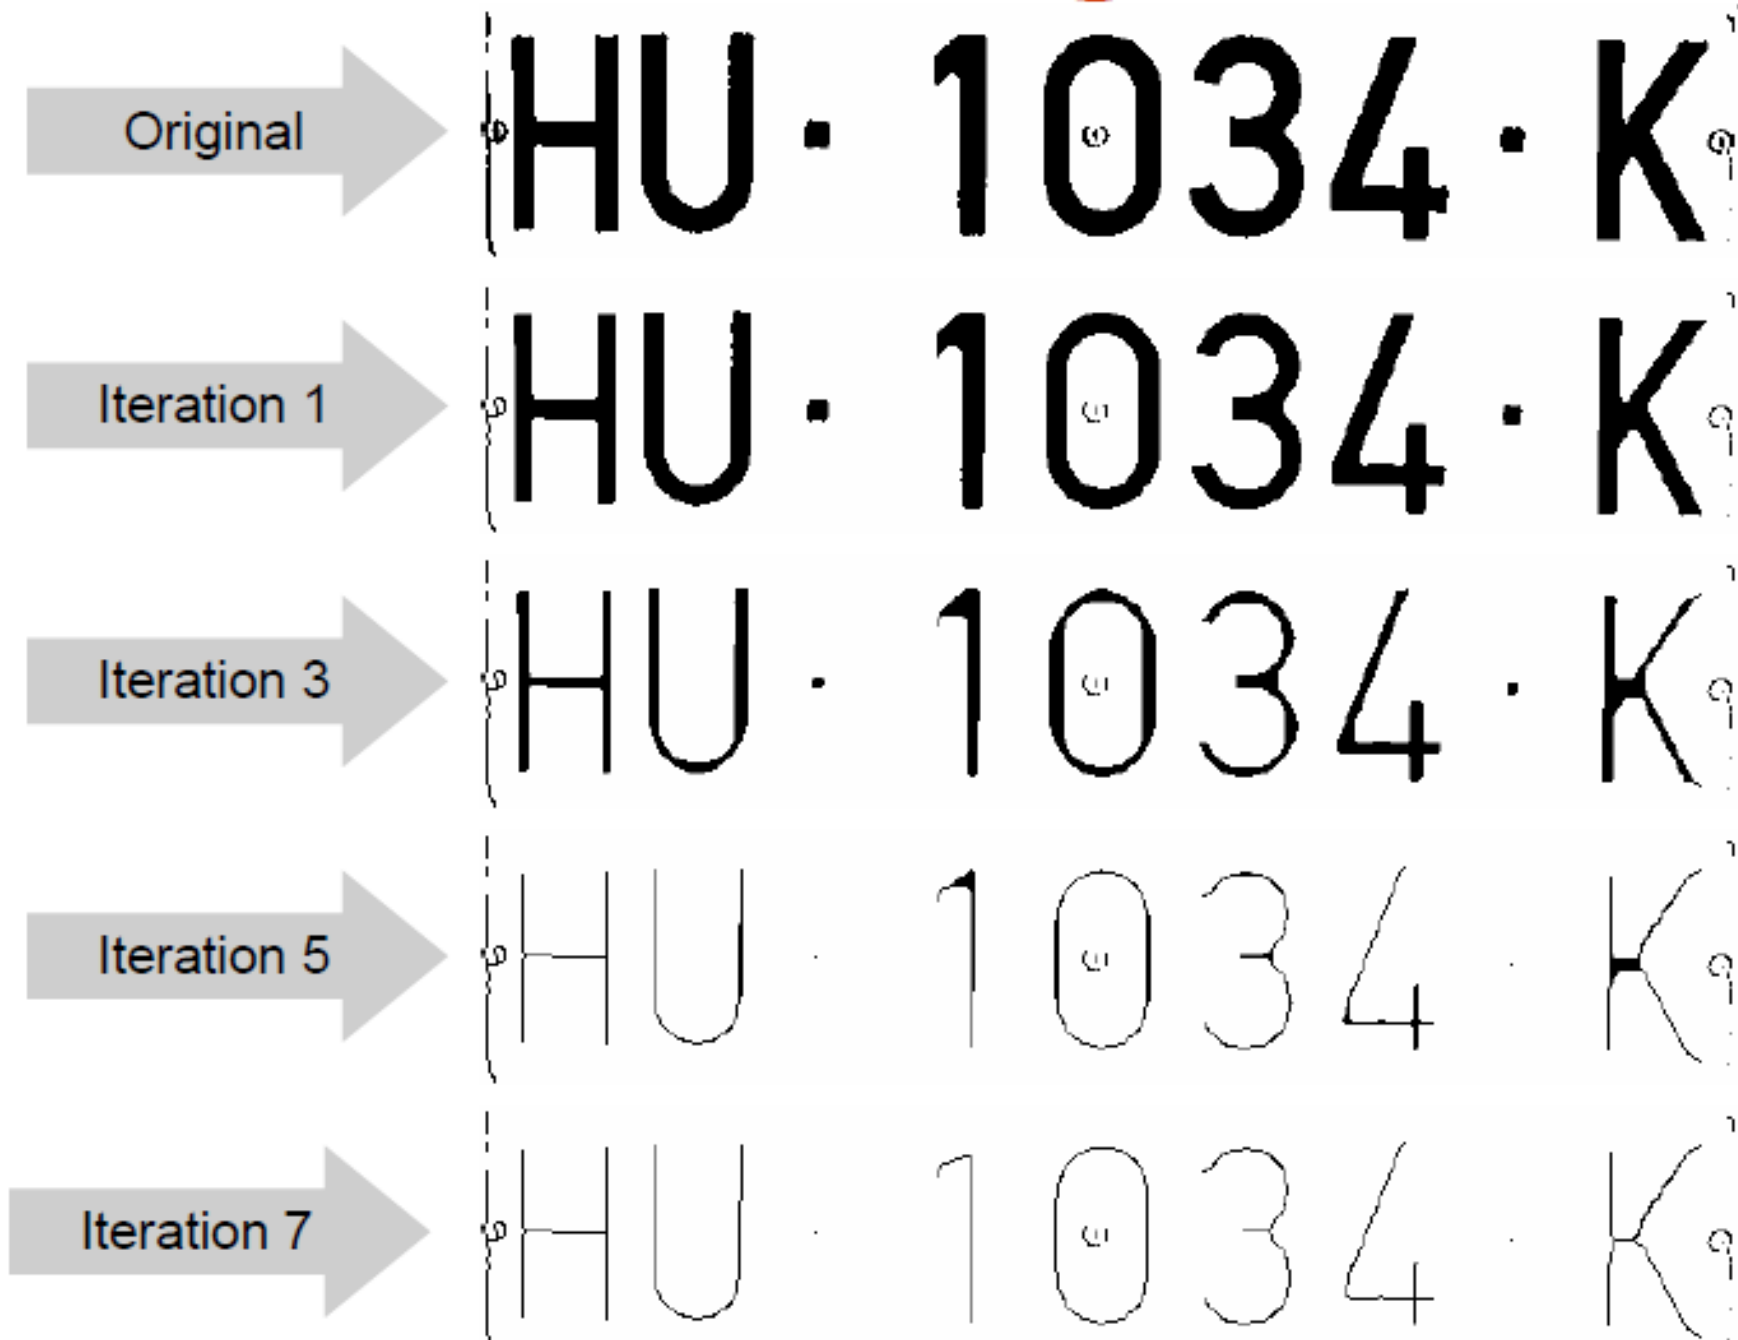 Original HU· 1034·K
Iteration 1 HU· 1034·K
Iteration 3 HU· 1034·K
Iteration 5 HU· 1034·K
Iteration 7 HU· 1034·K